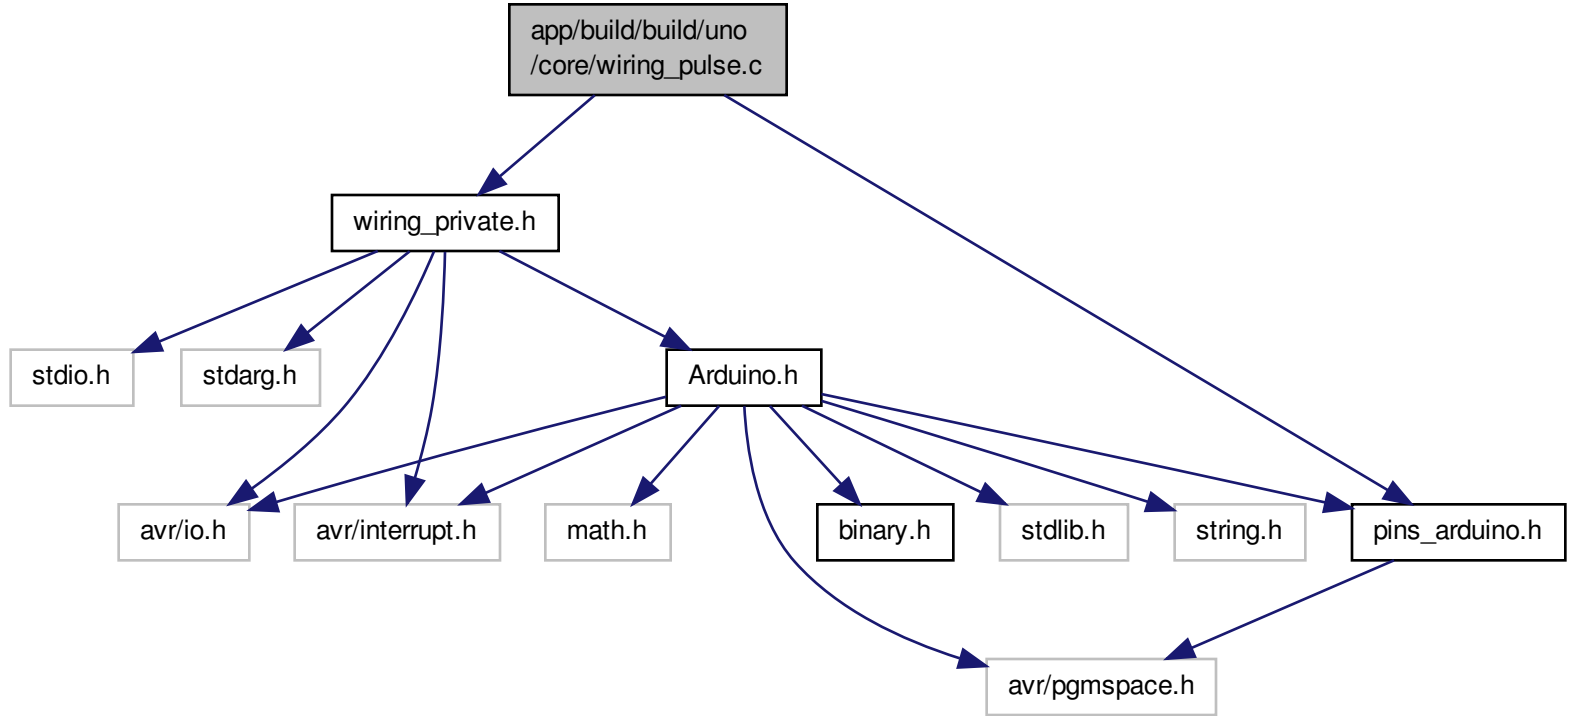 app/build/build/uno
/core/wiring_pulse.c
wiring_private.h
stdio.h
stdarg.h
Arduino.h
avr/io.h
avr/interrupt.h
math.h
binary.h
stdlib.h
string.h
pins_arduino.h
avr/pgmspace.h